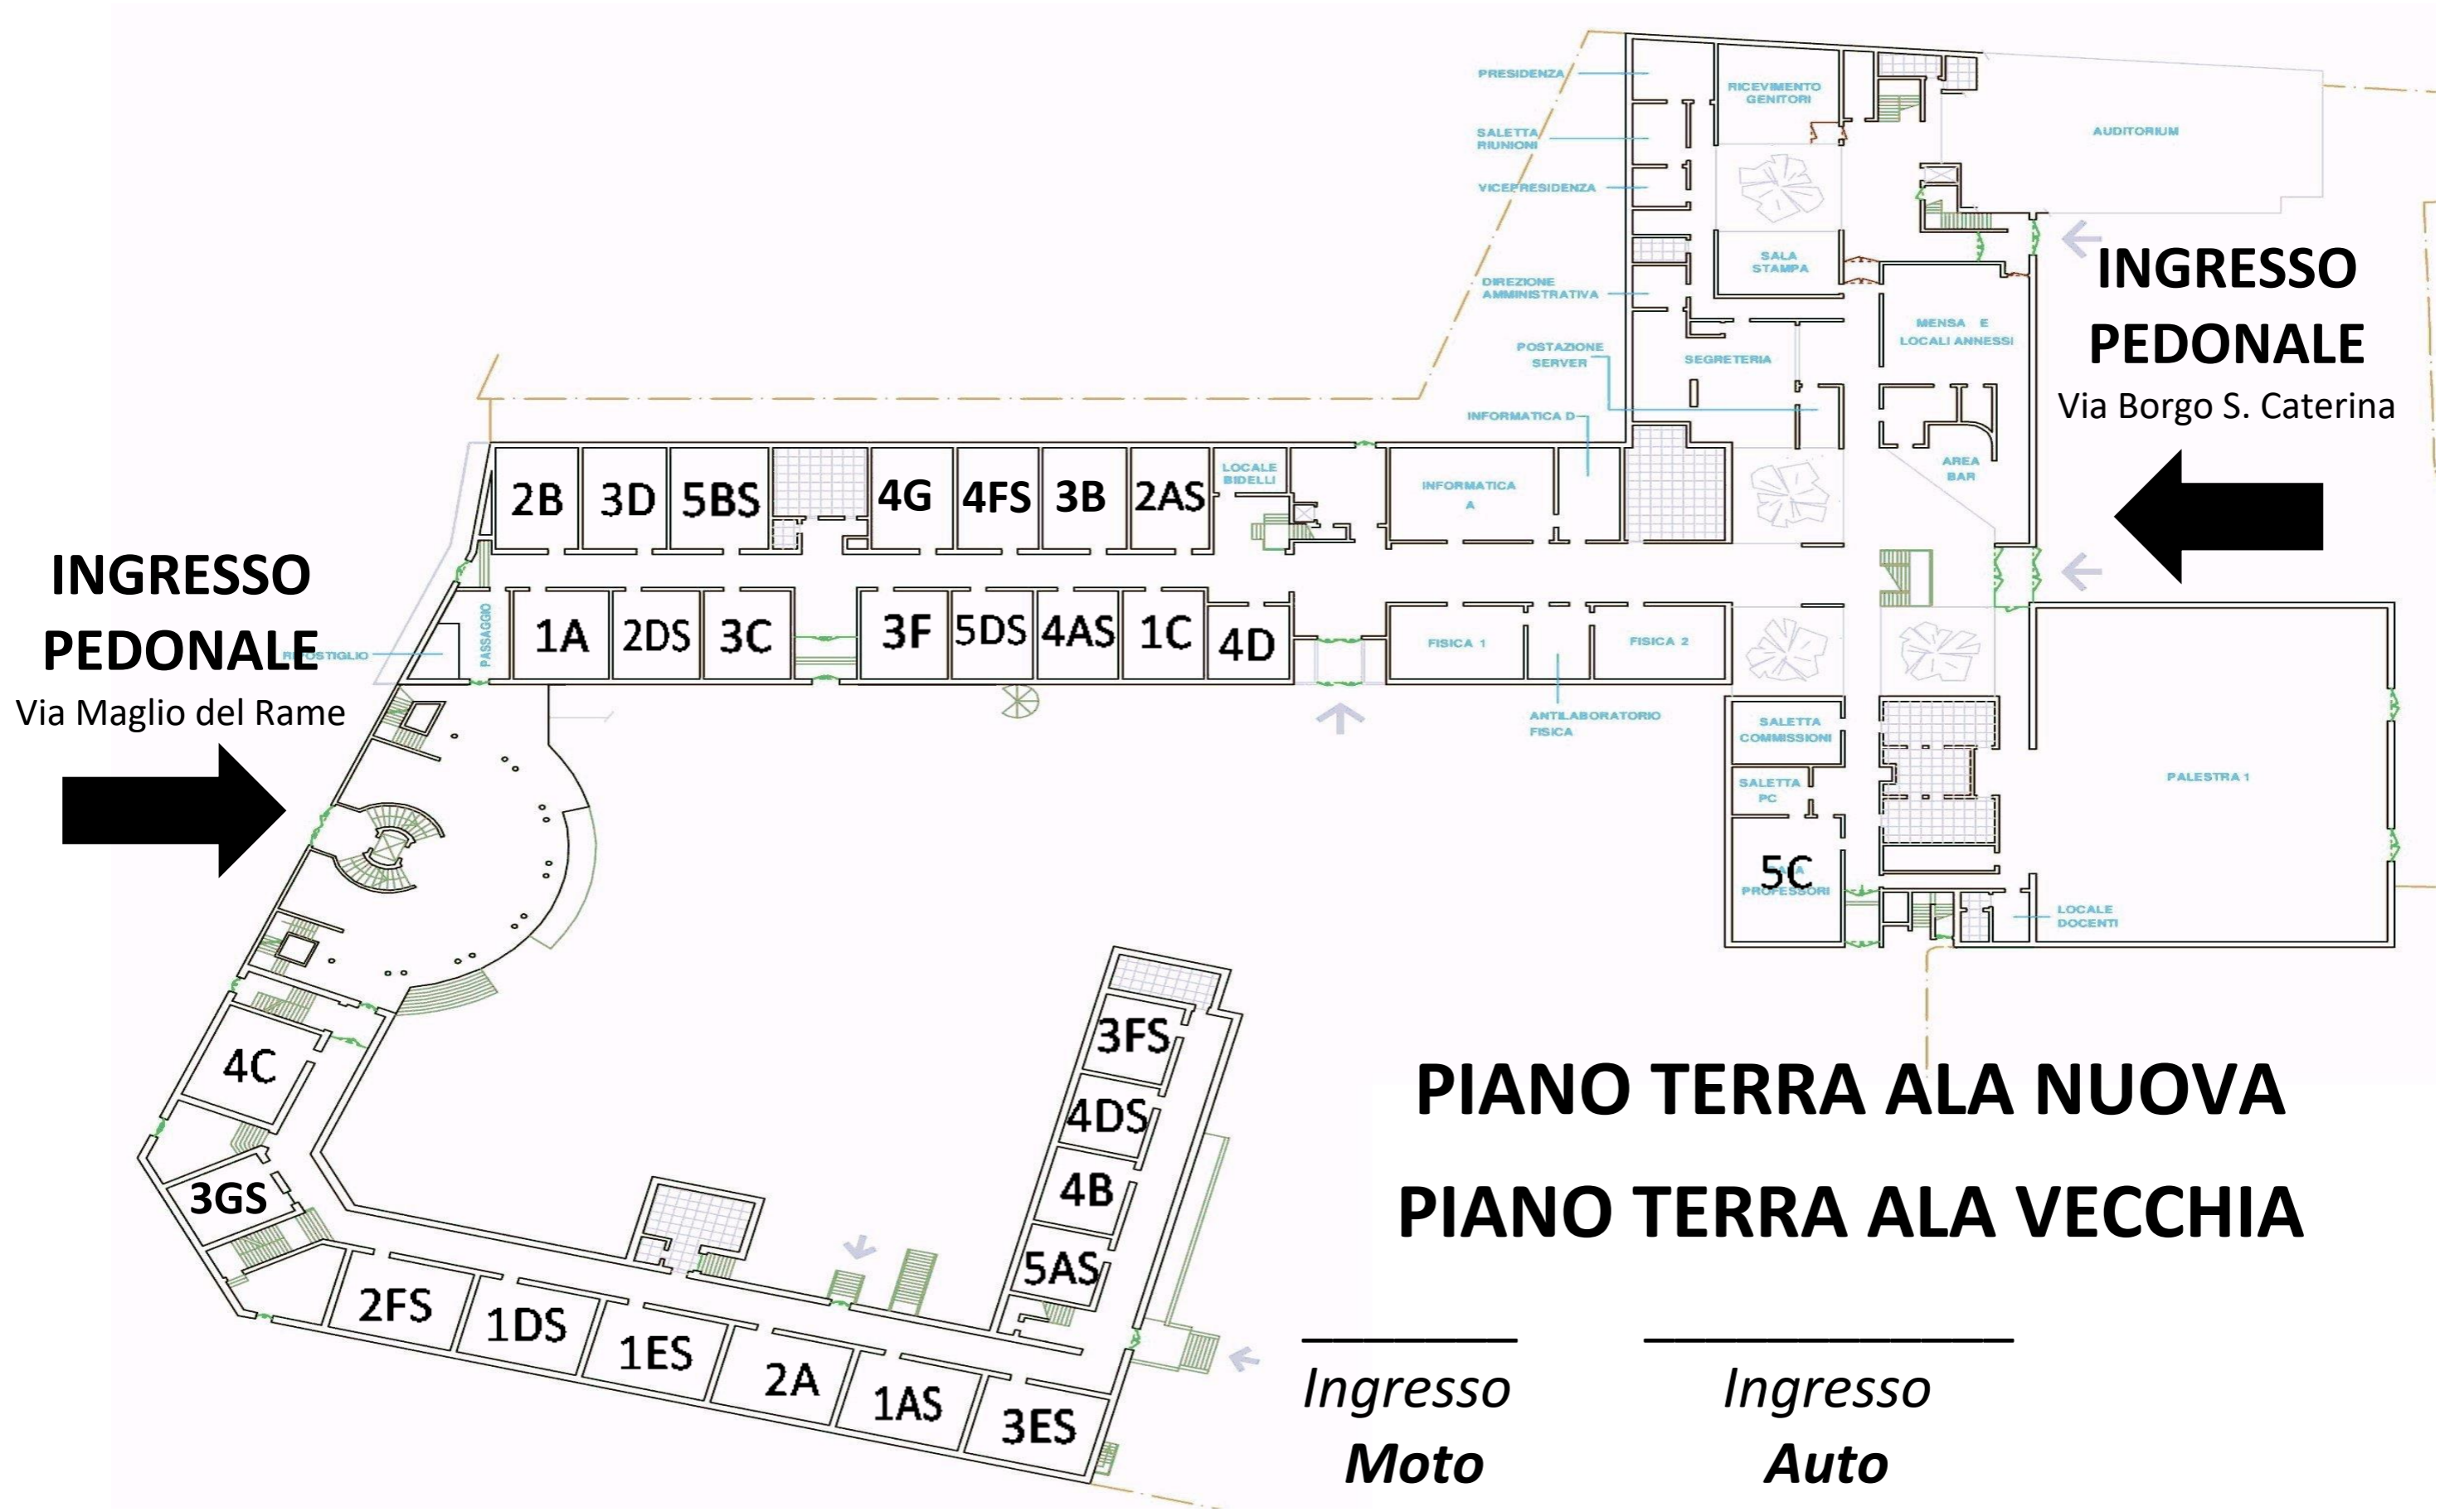 PRESIDENZA
RICEVIMENTO
GENITORI
AUDITORIUM
SALETTA
RIUNIONI
VICEPRESIDENZA
SALA
STAMPA
DIREZIONE
AMMINISTRATIVA
INGRESSO
PEDONALE
Via Borgo S. Caterina
MENSA E
LOCALI ANNESSI
POSTAZIONE
SERVER
SEGRETERIA
INFORMATICA D
AREA
BAR
2B
3D
5BS
4G
4FS
3B
2AS
LOCALE
BIDELLI
INFORMATICA
A
INGRESSO
PEDONALE
Via Maglio del Rame
RIPOSTIGLIO
PASSAGGIO
1A
2DS
3C
3F
5DS
4AS
1C
4D
FISICA 1
FISICA 2
ANTILABORATORIO
FISICA
SALETTA
COMMISSIONI
SALETTA
PC
PALESTRA 1
5C
PROFESSORI
LOCALE
DOCENTI
4C
3GS
3FS
4DS
4B
5AS
2FS
1DS
1ES
2A
1AS
3ES
PIANO TERRA ALA NUOVA
PIANO TERRA ALA VECCHIA
Ingresso
Moto
Ingresso
Auto